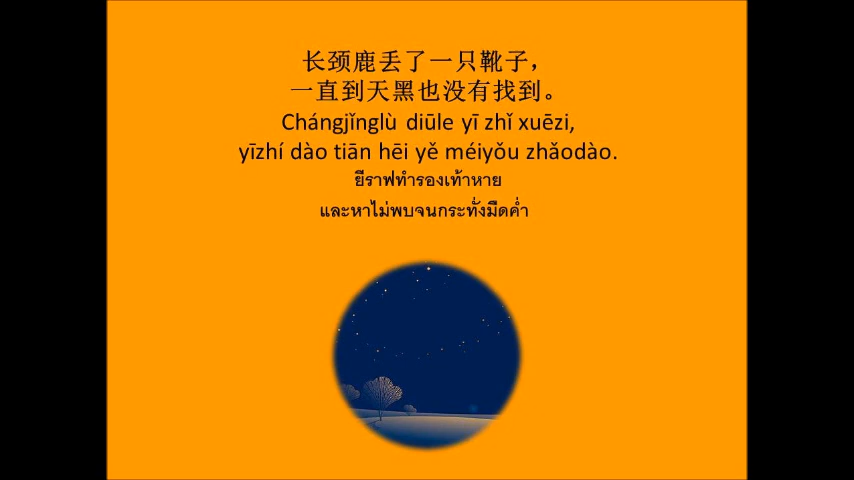 长颈鹿丢了一只靴子，
一直到天黑也没有找到。
Chángjǐnglù diūle yī zhǐ xuēzi,
yīzhí dào tiān hēi yě méiyǒu zhǎodào.
ยีราฟทำรองเท้าหาย
และหาไม่พบจนกระทั่งมืดค่ำ